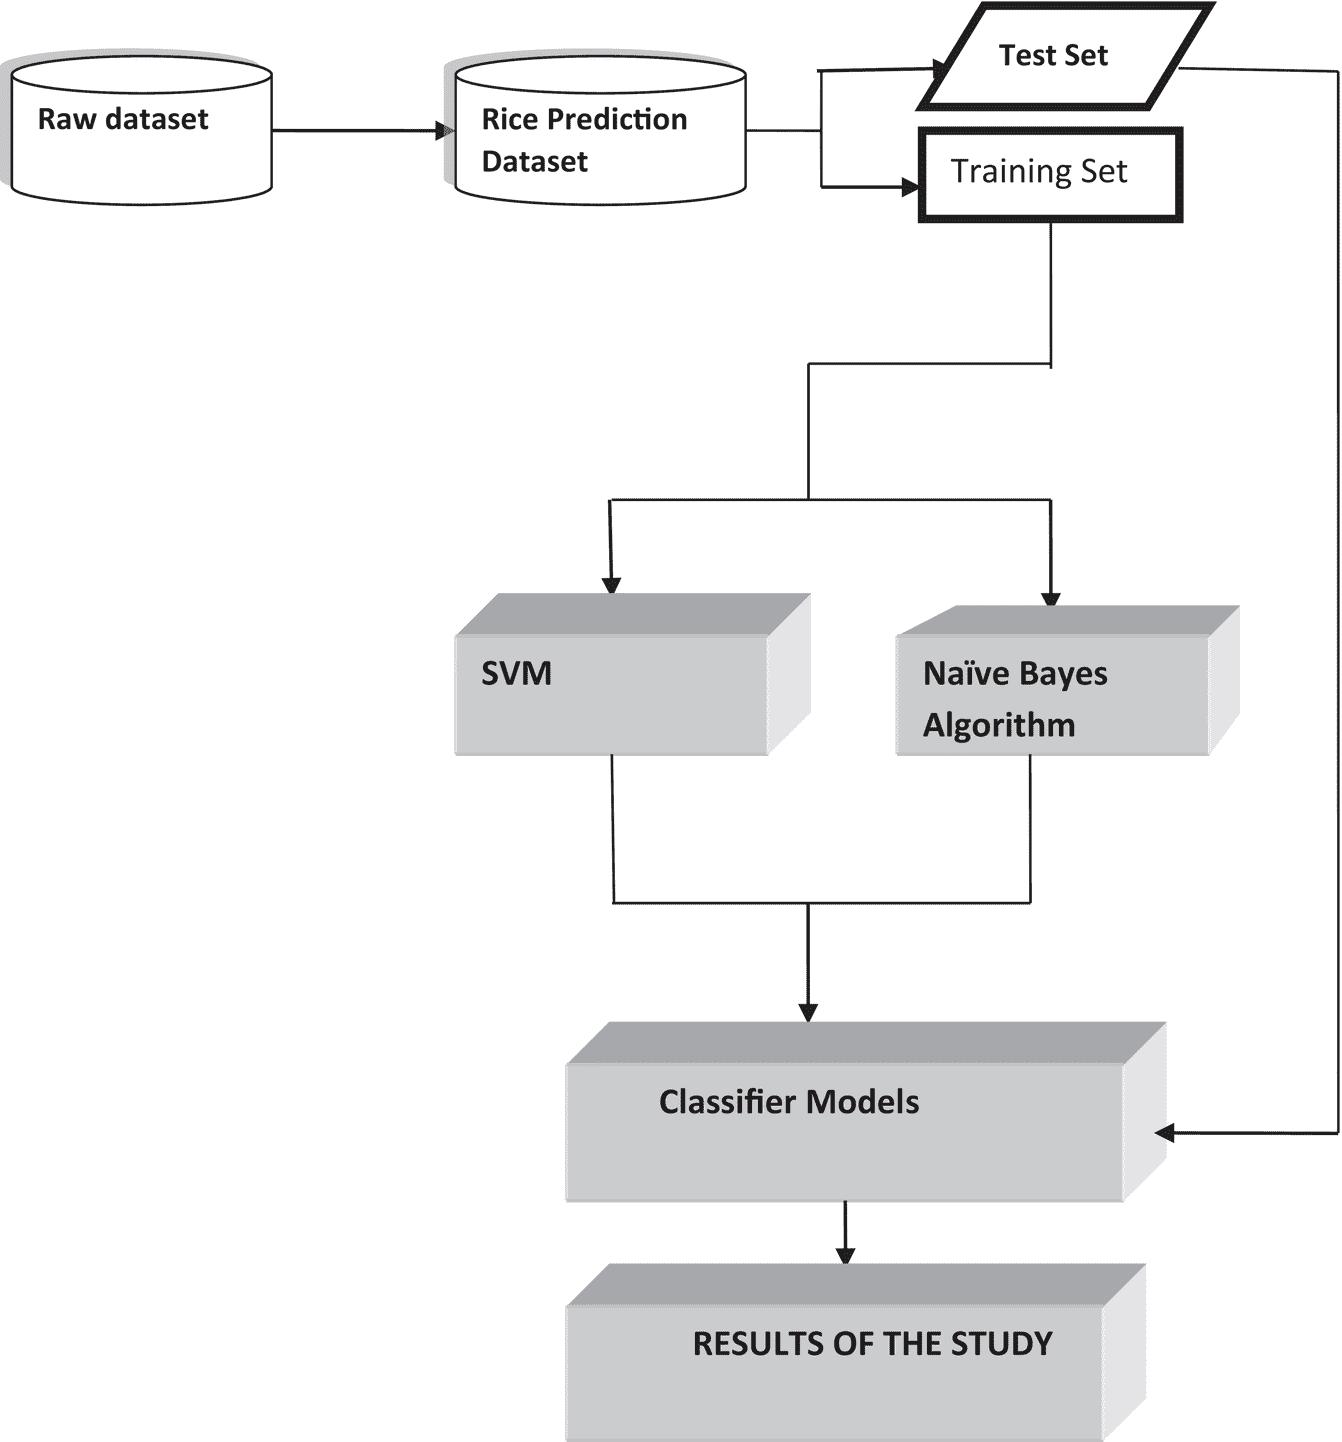 Raw dataset
Rice Prediction
Dataset
Test Set
Training Set
SVM
Naïve Bayes
Algorithm
Classifier Models
RESULTS OF THE STUDY